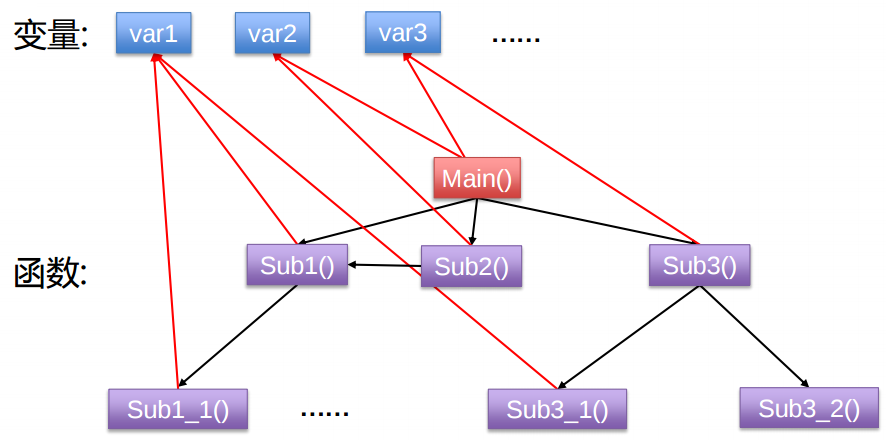 变量: var1 var2 var3 ……
Main()
函数: Sub1() Sub2() Sub3()
Sub1_1() …… Sub3_1() Sub3_2()